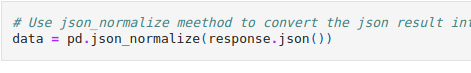 # Use json_normalize meethod to convert the json result int
data = pd.json_normalize(response.json())